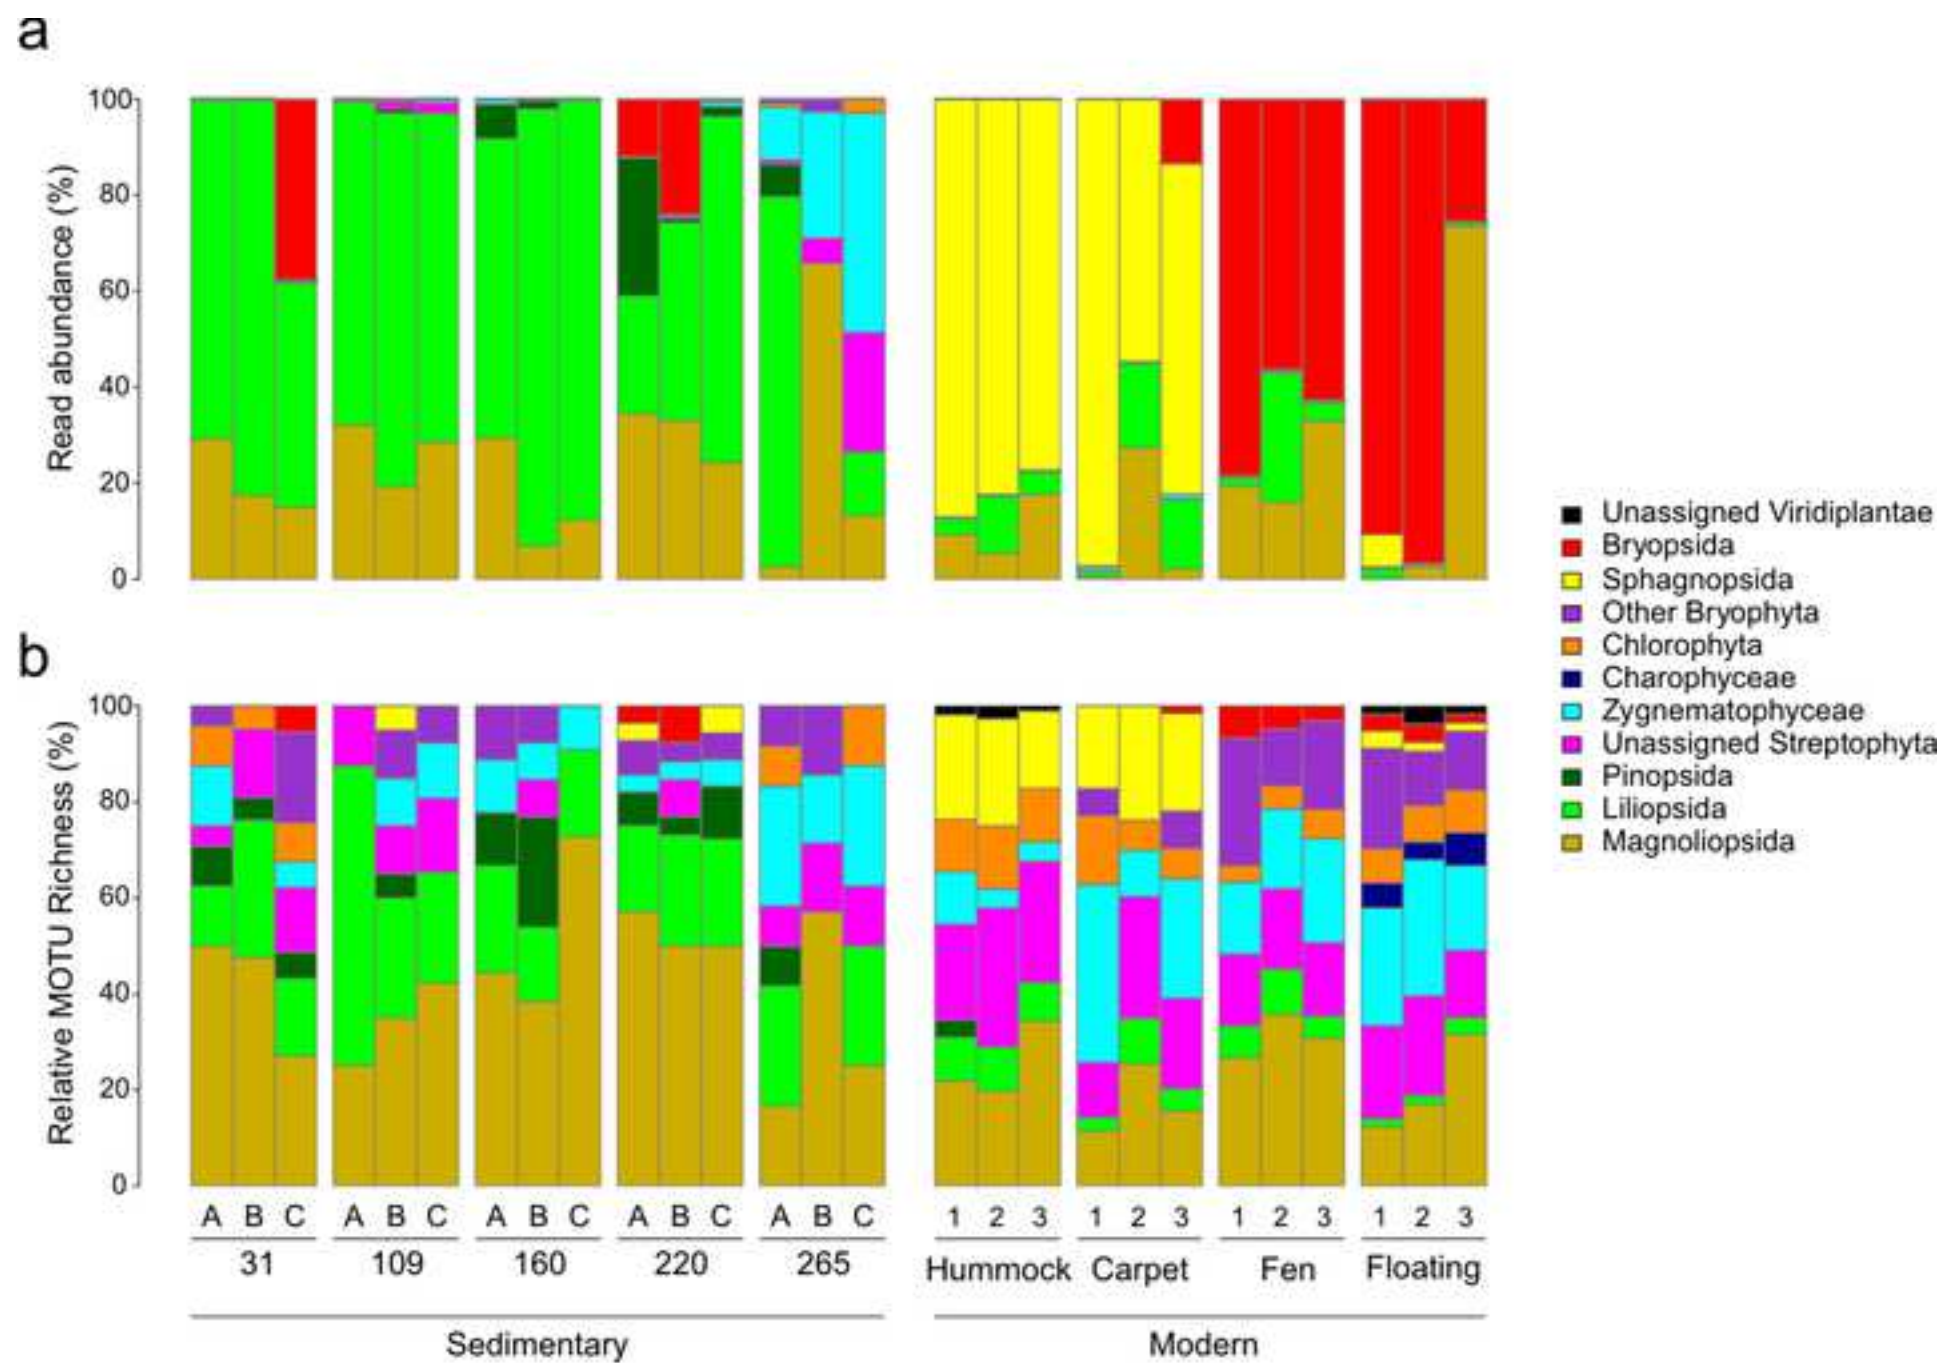 a
Read abundance (%)
100
80
60
40
20
0
b
Relative MOTU Richness (%)
100
80
60
40
20
0
Unassigned Viridiplantae
Bryopsida
Sphagnopsida
Other Bryophyta
Chlorophyta
Charophyceae
Zygnematophyceae
Unassigned Streptophyta
Pinopsida
Liliopsida
Magnoliopsida
A B C A B C A B C A B C A B C 1 2 3 1 2 3 1 2 3 1 2 3
31 109 160 220 265 Hummock Carpet Fen Floating
Sedimentary Modern